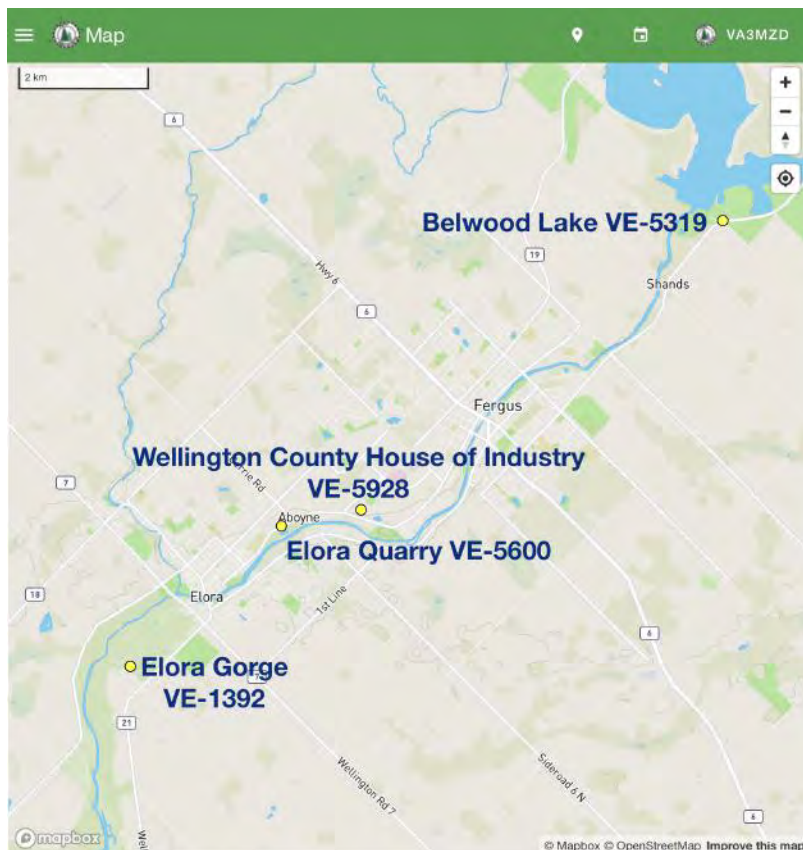 Map
VA3MZD
2 km
6
Belwood Lake VE-5319
19
Hwy 6
Shands
6
Fergus
Wellington County House of Industry
VE-5928
7
Aboyne
Elora Quarry VE-5600
18
Elora
1st Line
6
Elora Gorge
VE-1392
7
21
Wellington Rd 7
Sideroad 6 N
6
mapbox
© Mapbox © OpenStreetMap Improve this map